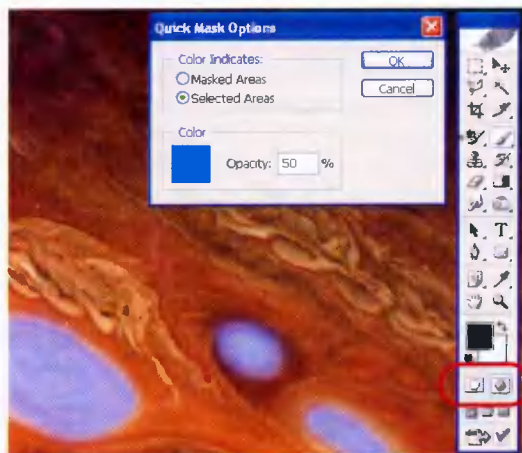 Quick Mask Options
Color Indicates:
Masked Areas
Selected Areas
OK
Cancel
Color
Opacity: 50 %
T